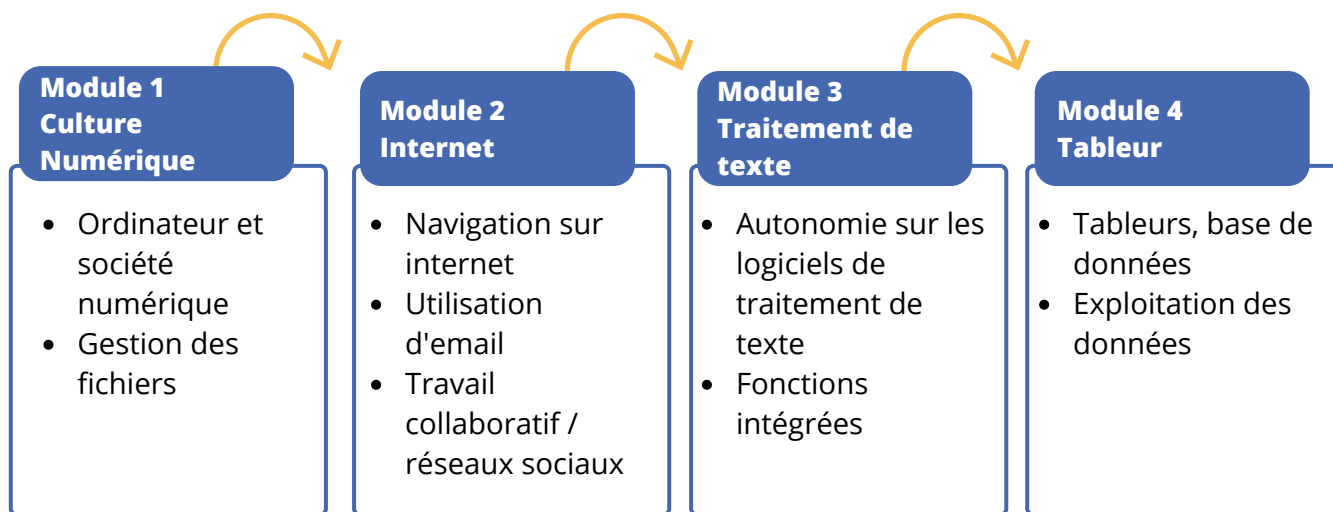 Module 1
Culture
Numérique
• Ordinateur et
société
numérique
• Gestion des
fichiers
Module 2
Internet
• Navigation sur
internet
• Utilisation
d'email
• Travail
collaboratif /
réseaux sociaux
Module 3
Traitement de
texte
• Autonomie sur les
logiciels de
traitement de
texte
• Fonctions
intégrées
Module 4
Tableur
• Tableurs, base de
données
• Exploitation des
données